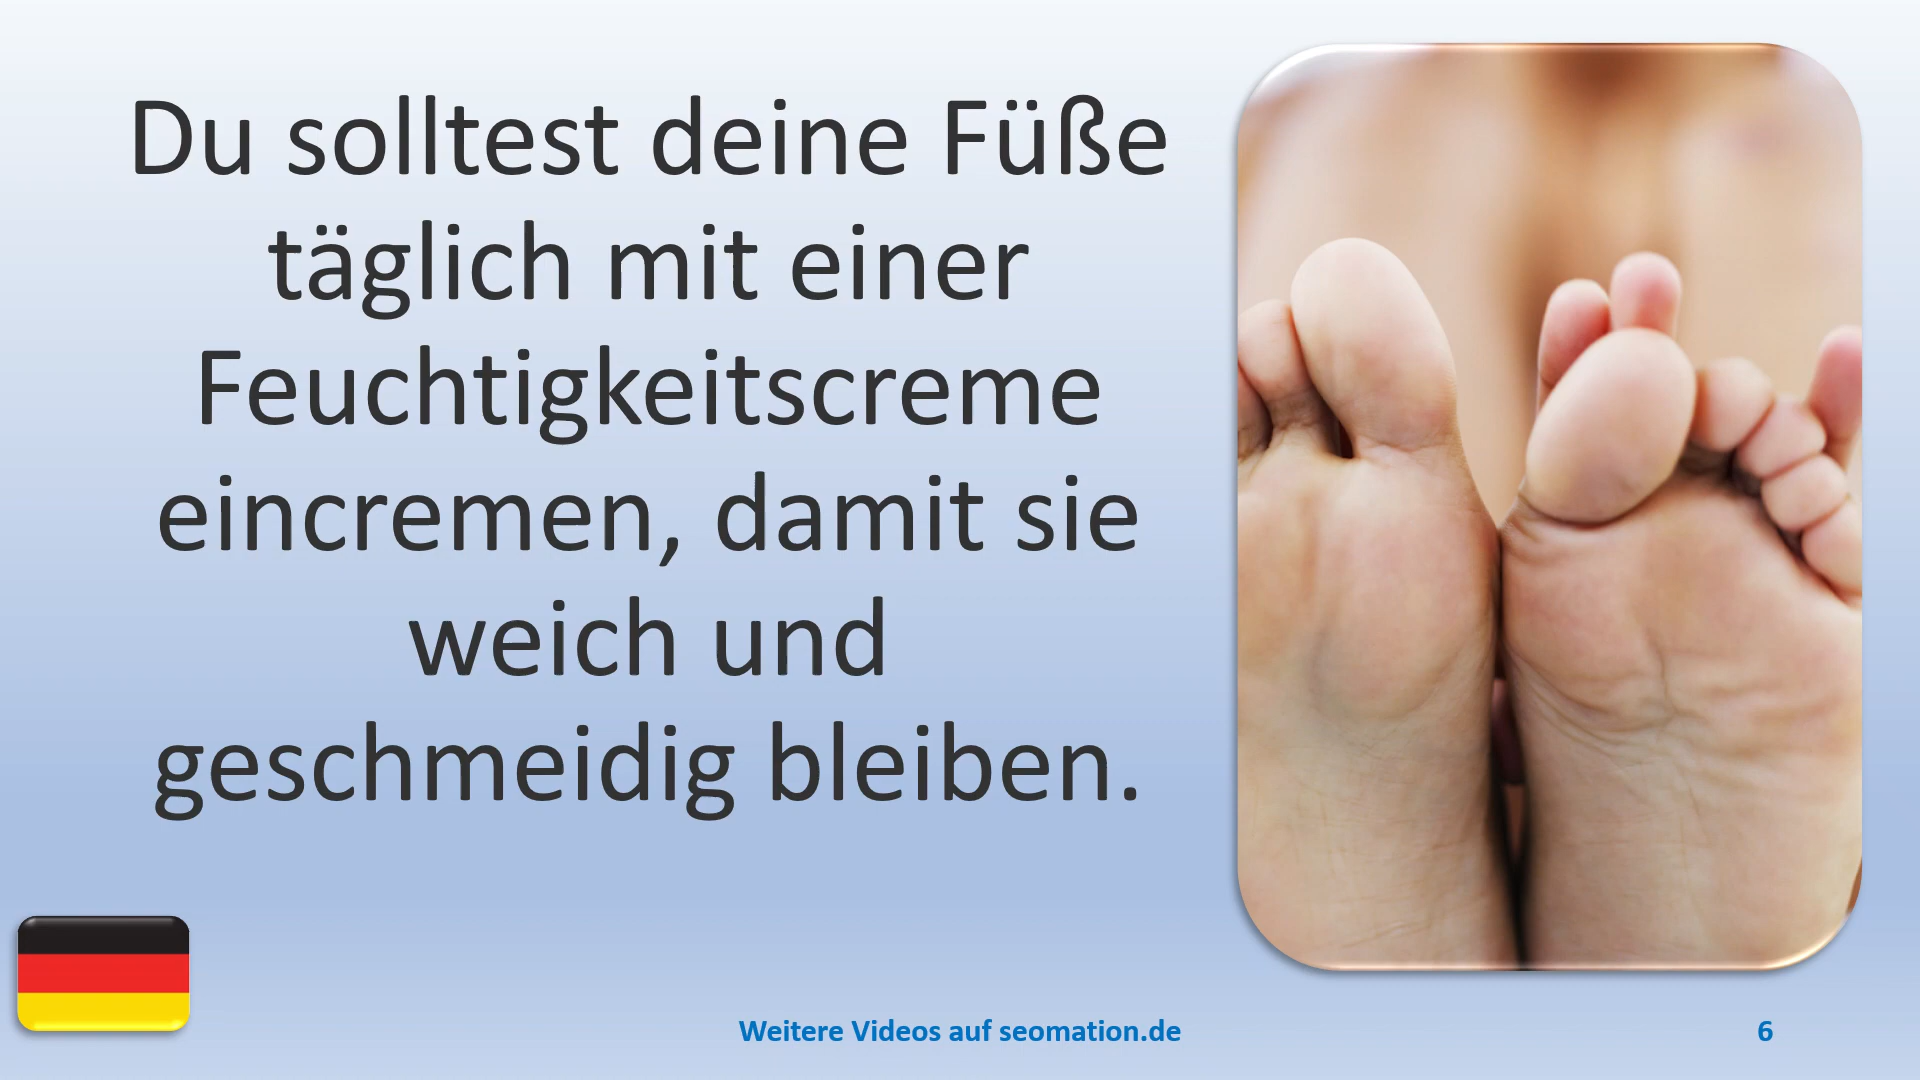 Du solltest deine Füße
täglich mit einer
Feuchtigkeitscreme
eincremen, damit sie
weich und
geschmeidig bleiben.
Weitere Videos auf seomation.de
6